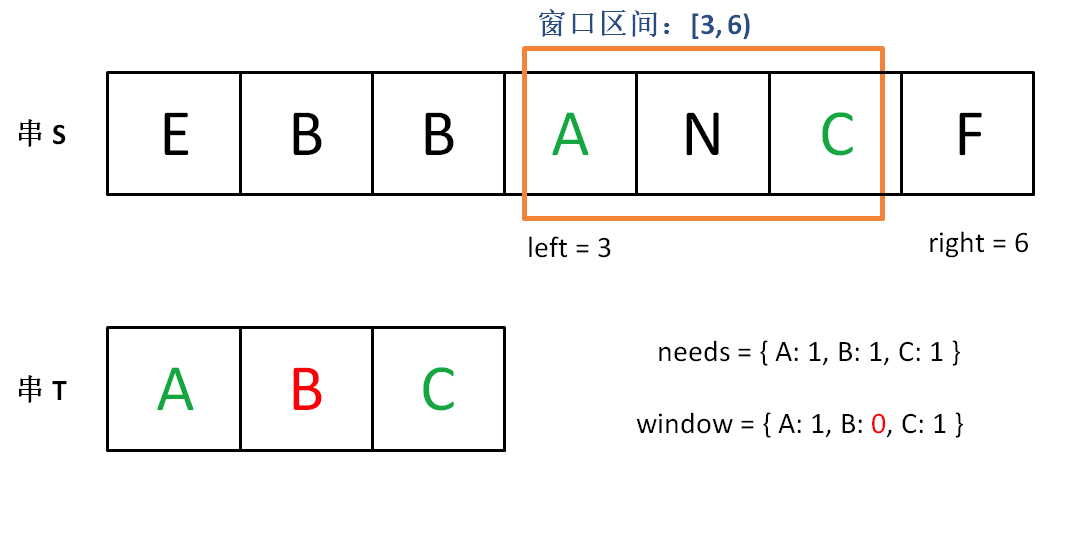 窗口区间：[3, 6)
串 S E B B A N C F
left = 3 right = 6
串 T A B C
needs = { A: 1, B: 1, C: 1 }
window = { A: 1, B: 0, C: 1 }